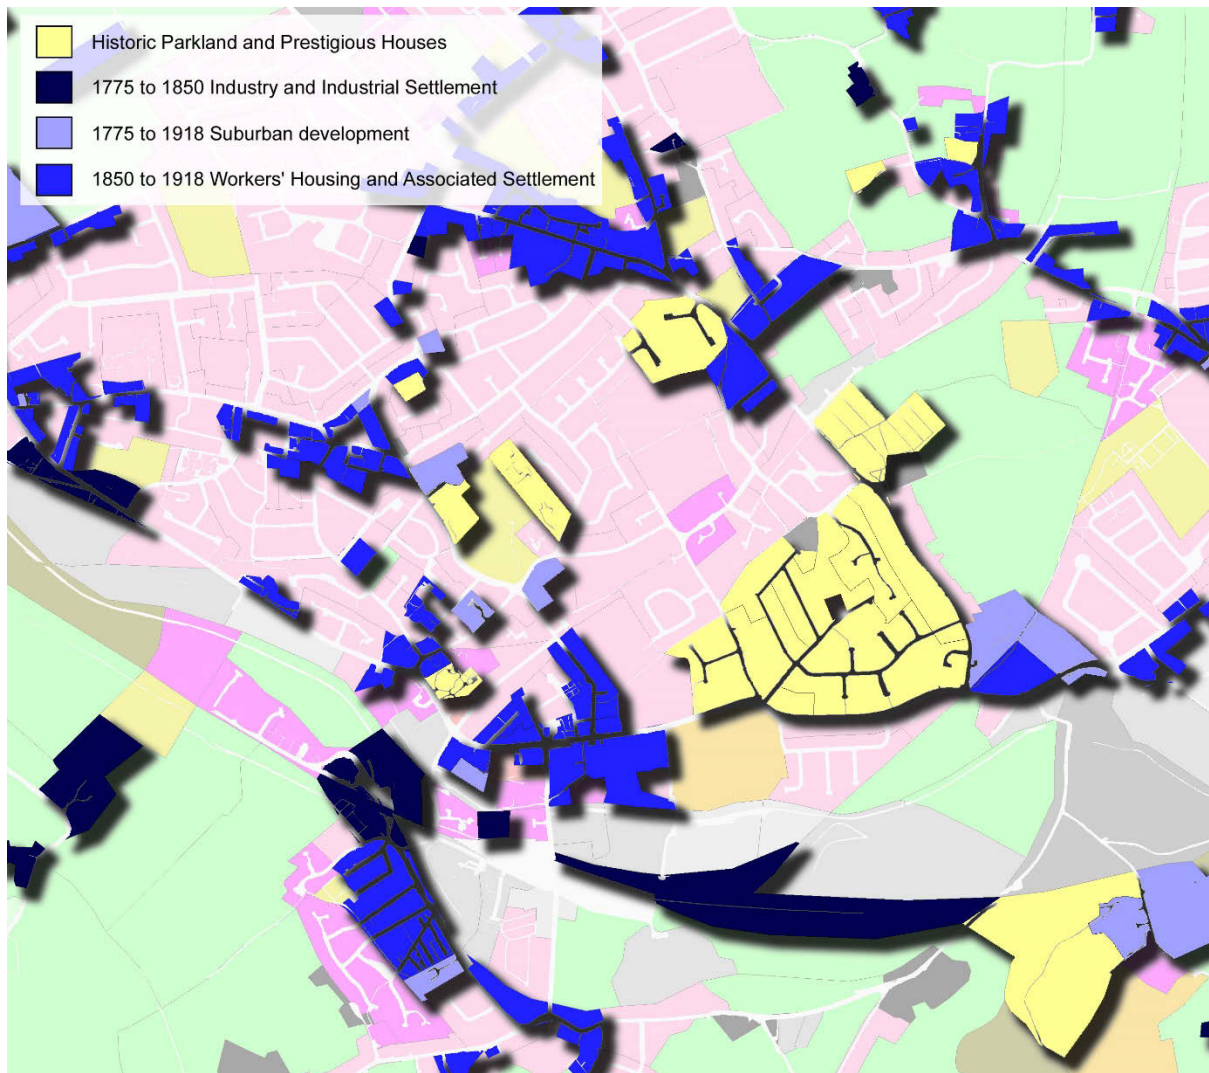 Historic Parkland and Prestigious Houses
1775 to 1850 Industry and Industrial Settlement
1775 to 1918 Suburban development
1850 to 1918 Workers' Housing and Associated Settlement